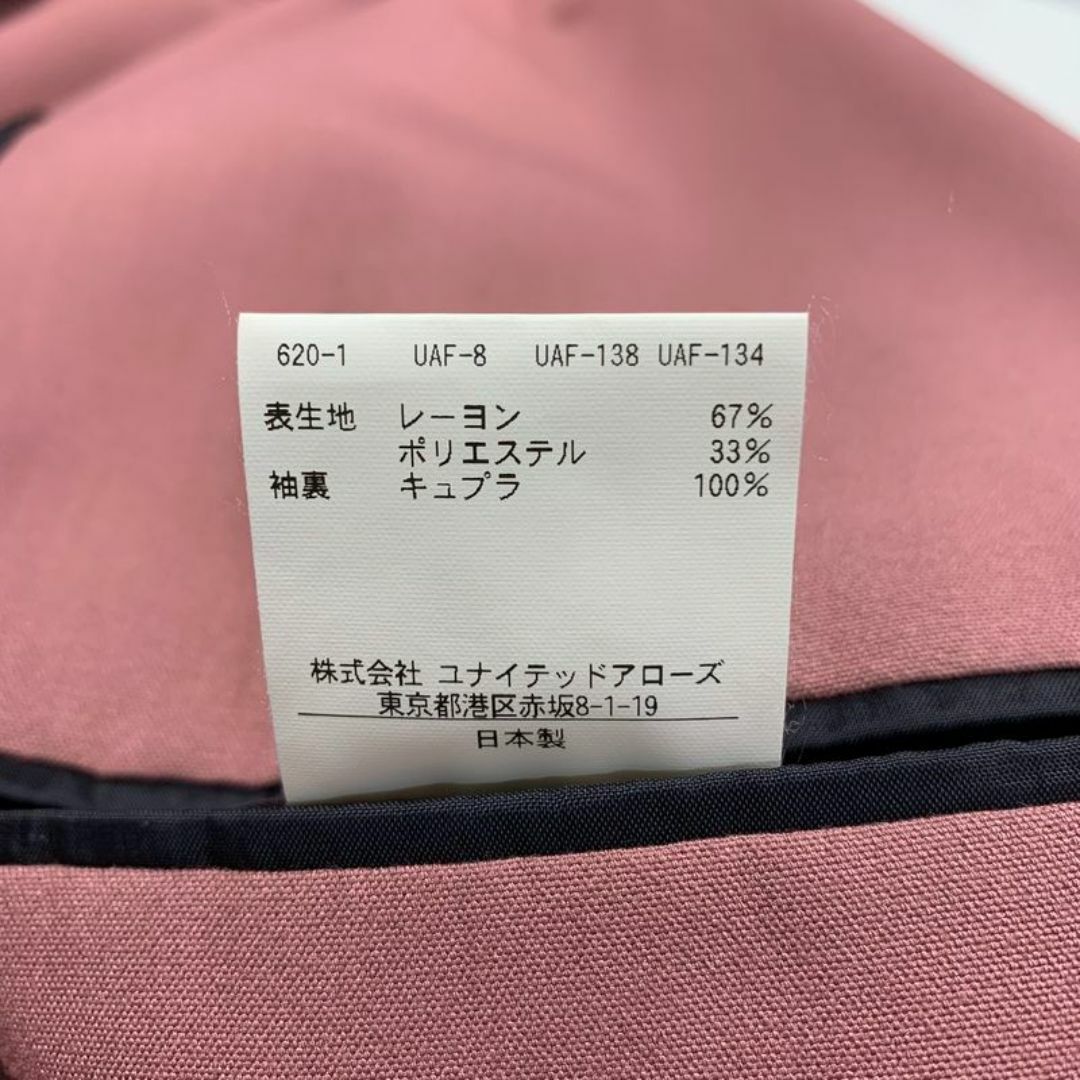 620-1 UAF-8 UAF-138 UAF-134
表生地 レーヨン 67%
ポリエステル 33%
袖裏 キュプラ 100%
株式会社 ユナイテッドアローズ
東京都港区赤坂8-1-19
日本製